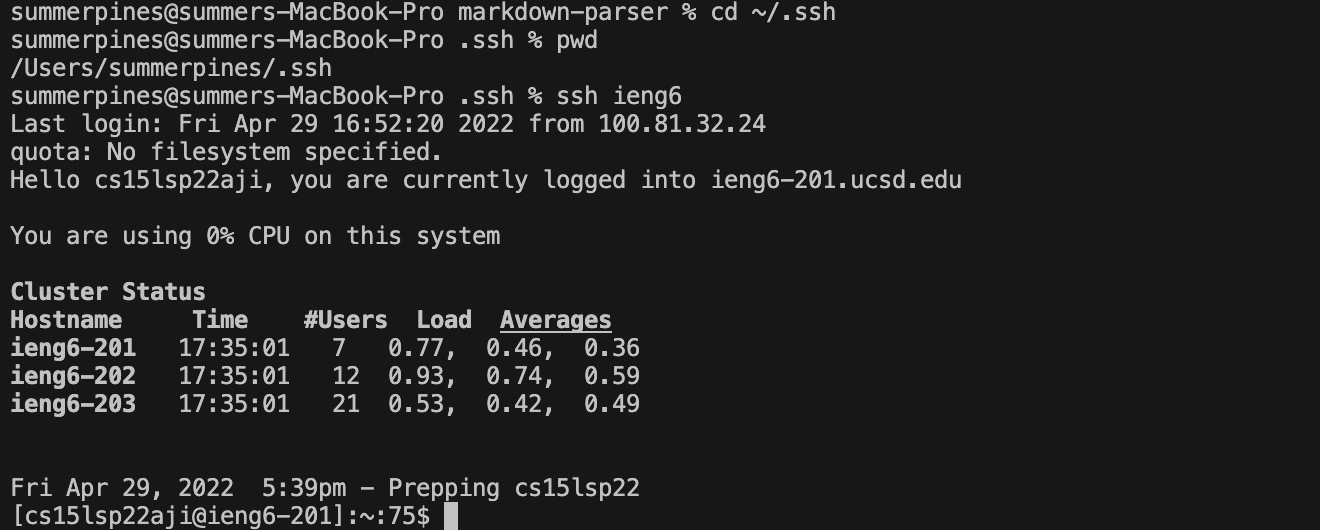 summerpines@summers-MacBook-Pro markdown-parser % cd ~/.ssh
summerpines@summers-MacBook-Pro .ssh % pwd
/Users/summerpines/.ssh
summerpines@summers-MacBook-Pro .ssh % ssh ieng6
Last login: Fri Apr 29 16:52:20 2022 from 100.81.32.24
quota: No filesystem specified.
Hello cs15lsp22aji, you are currently logged into ieng6-201.ucsd.edu
You are using 0% CPU on this system
Cluster Status
Hostname     Time    #Users  Load  Averages
ieng6-201   17:35:01   7   0.77,  0.46,  0.36
ieng6-202   17:35:01   12  0.93,  0.74,  0.59
ieng6-203   17:35:01   21  0.53,  0.42,  0.49
Fri Apr 29, 2022  5:39pm - Prepping cs15lsp22
[cs15lsp22aji@ieng6-201]:~:75$